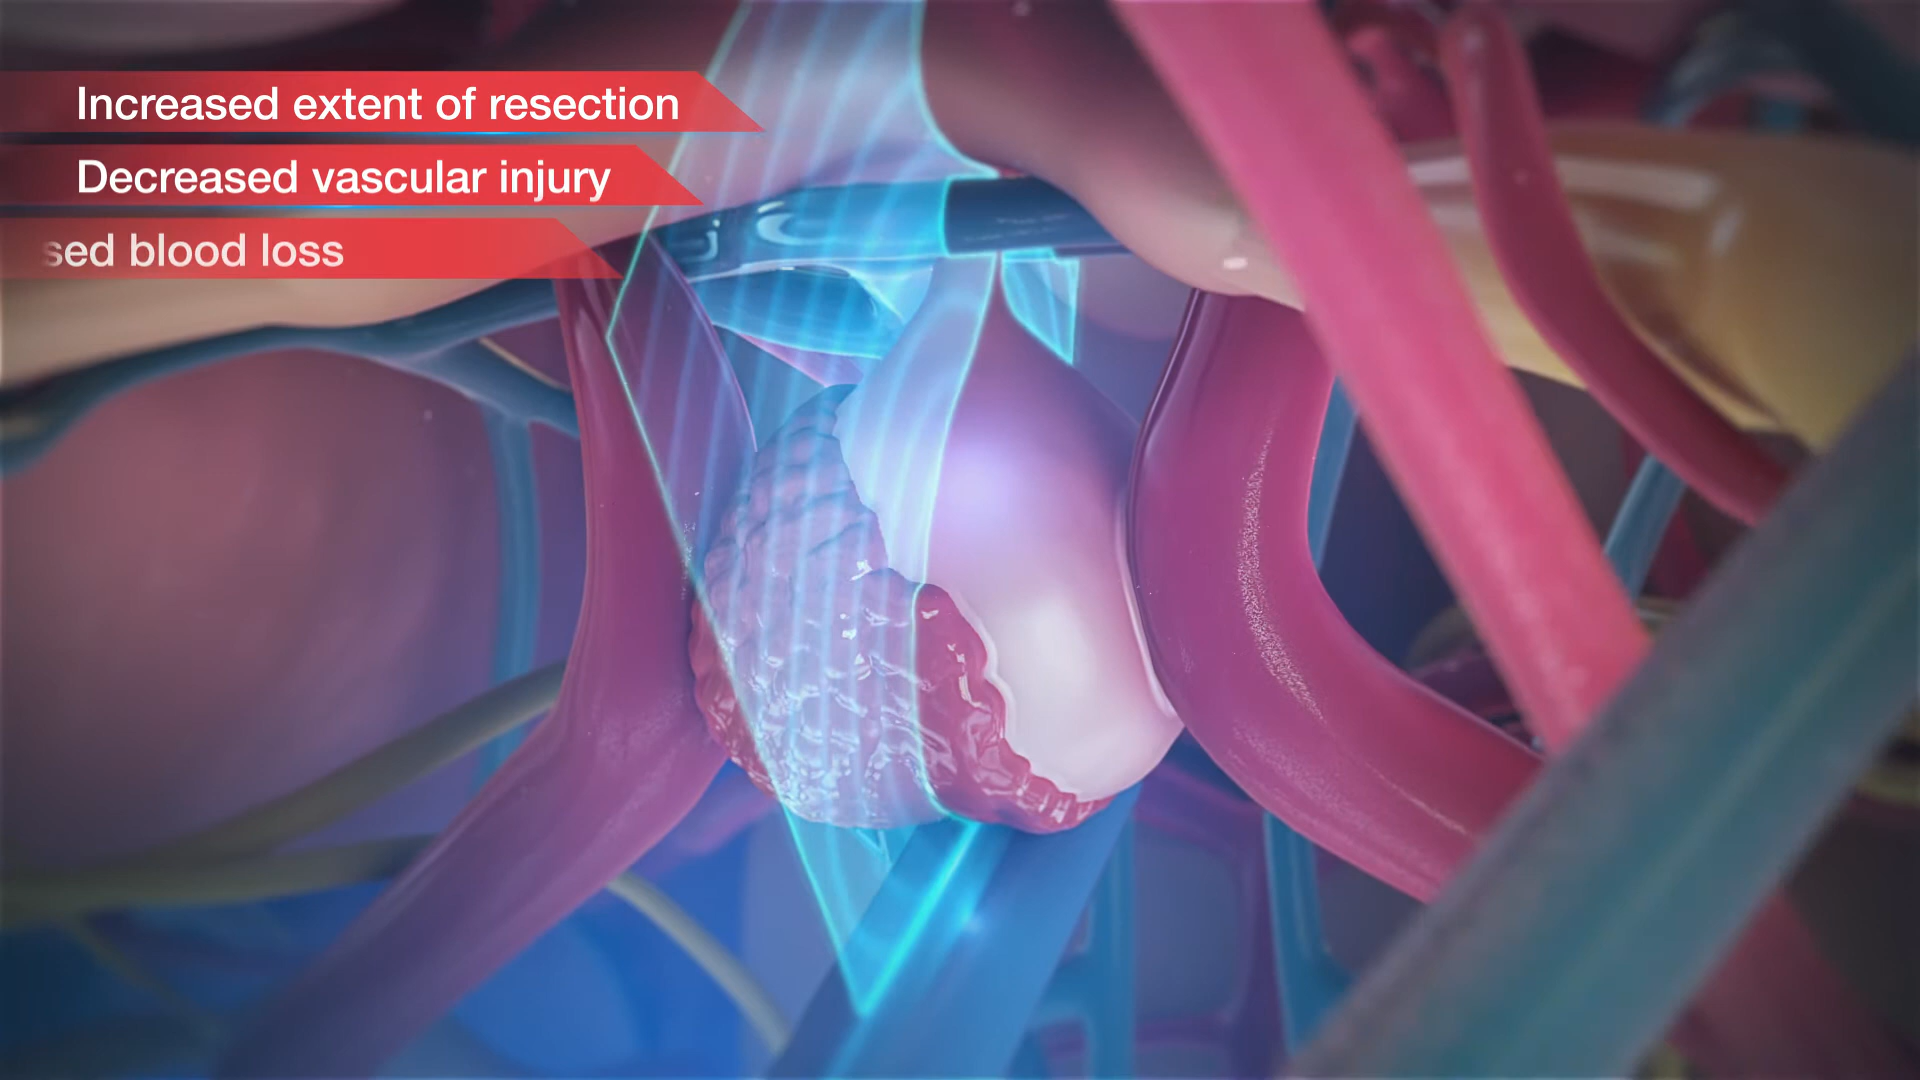 Increased extent of resection
Decreased vascular injury
sed blood loss